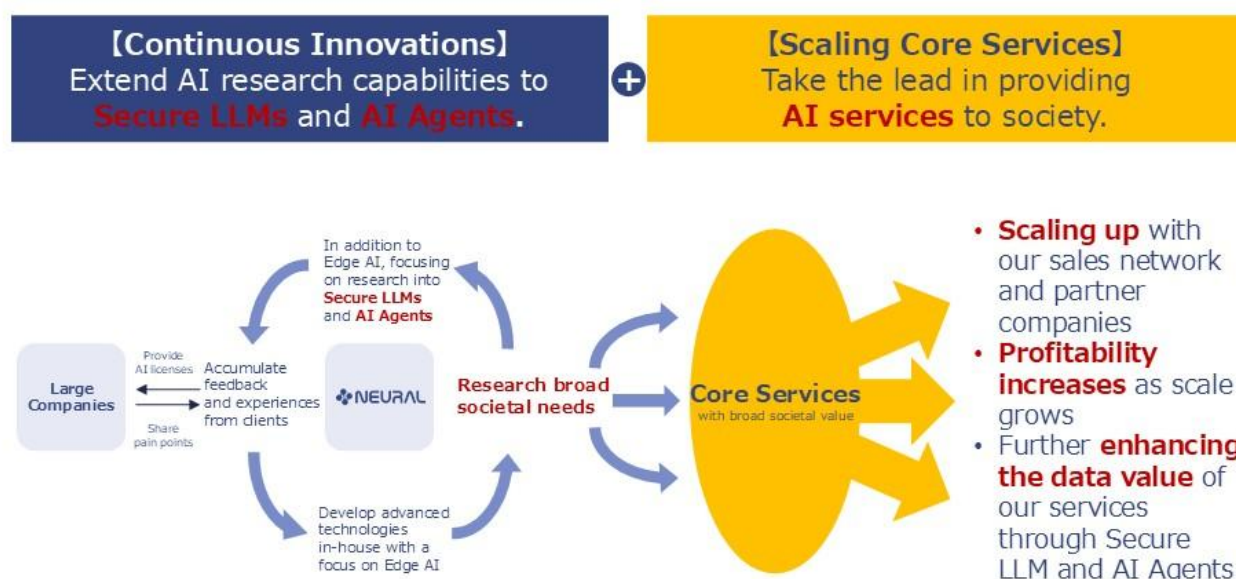 【Continuous Innovations】
Extend AI research capabilities to
Secure LLMs and AI Agents.
+
【Scaling Core Services】
Take the lead in providing
AI services to society.
In addition to
Edge AI, focusing
on research into
Secure LLMs
and AI Agents
Large
Companies
Provide
AI licenses
Share
pain points
Accumulate
feedback
and experiences
from clients
NEURAL
Research broad
societal needs
Develop advanced
technologies
in-house with a
focus on Edge AI
Core Services
with broad societal value
• Scaling up with
our sales network
and partner
companies
• Profitability
increases as scale
grows
• Further enhancing
the data value of
our services
through Secure
LLM and AI Agents